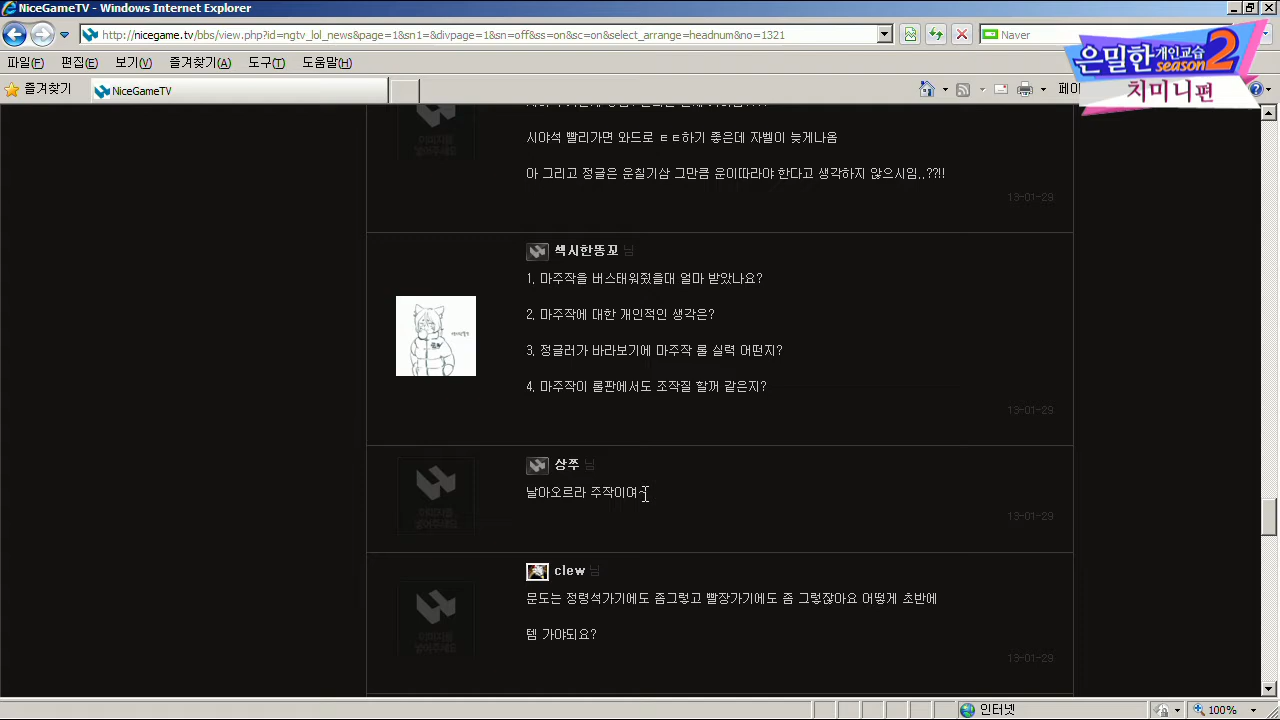 NiceGameTV - Windows Internet Explorer
http://nicegame.tv/bbs/view.php?id=ngtv_lol_news&page=1&sn1=&divpage=1&sn=off&ss=on&sc=on&select_arrange=headnum&no=1321
Naver
파일(F) 편집(E) 보기(V) 즐겨찾기(A) 도구(T) 도움말(H)
은밀한 개인교습 season 2
치미니편
즐겨찾기
NiceGameTV
시야석 빨리가면 와드로 ㅌㅌ하기 좋은데 자벨이 늦게나옴
아 그리고 정글은 운칠기삼 그만큼 운이따라야 한다고 생각하지 않으시임..??!!
13-01-29
섹시한똥꼬 님
1. 마주작을 버스태워줬을대 얼마 받았나요?
2. 마주작에 대한 개인적인 생각은?
3. 정글러가 바라보기에 마주작 롤 실력 어떤지?
4. 마주작이 롤판에서도 조작질 할꺼 같은지?
13-01-29
상쭈 님
날아오르라 주작이여~
13-01-29
clew 님
문도는 정령석가기에도 좀그렇고 빨장가기에도 좀 그렇잖아요 어떻게 초반에
템 가야되요?
13-01-29
인터넷
100%